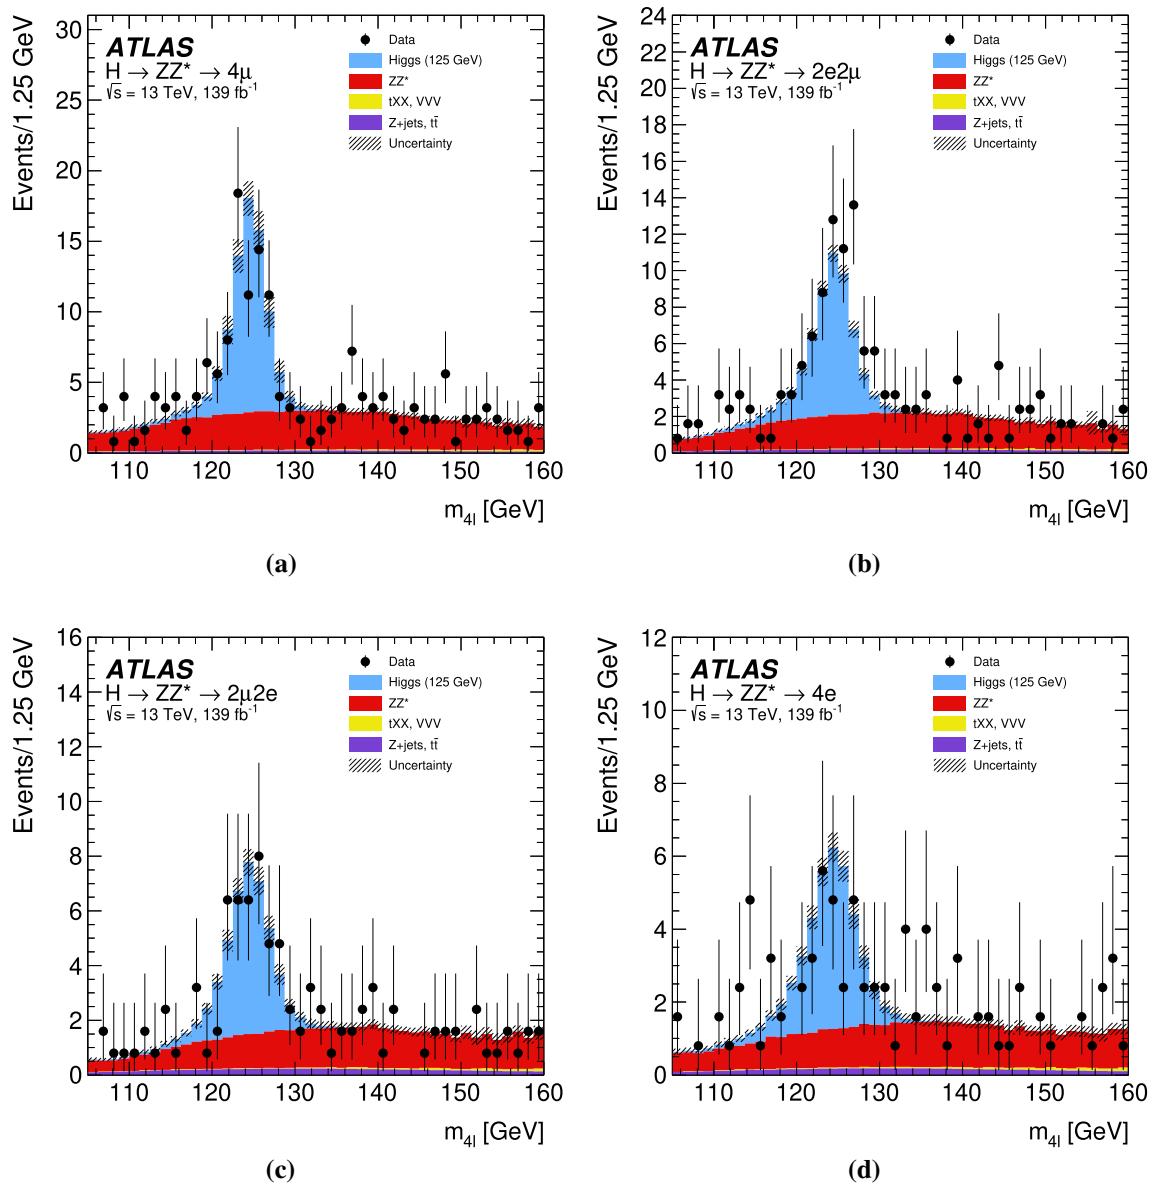 Events/1.25 GeV
30
25
20
15
10
5
0
ATLAS
H → ZZ* → 4μ
√s = 13 TeV, 139 fb⁻¹
Data
Higgs (125 GeV)
ZZ*
tXX, VVV
Z+jets, tt̄
Uncertainty
110 120 130 140 150 160
m4l [GeV]
(a)
Events/1.25 GeV
24
22
20
18
16
14
12
10
8
6
4
2
0
ATLAS
H → ZZ* → 2e2μ
√s = 13 TeV, 139 fb⁻¹
Data
Higgs (125 GeV)
ZZ*
tXX, VVV
Z+jets, tt̄
Uncertainty
110 120 130 140 150 160
m4l [GeV]
(b)
Events/1.25 GeV
16
14
12
10
8
6
4
2
0
ATLAS
H → ZZ* → 2μ2e
√s = 13 TeV, 139 fb⁻¹
Data
Higgs (125 GeV)
ZZ*
tXX, VVV
Z+jets, tt̄
Uncertainty
110 120 130 140 150 160
m4l [GeV]
(c)
Events/1.25 GeV
12
10
8
6
4
2
0
ATLAS
H → ZZ* → 4e
√s = 13 TeV, 139 fb⁻¹
Data
Higgs (125 GeV)
ZZ*
tXX, VVV
Z+jets, tt̄
Uncertainty
110 120 130 140 150 160
m4l [GeV]
(d)